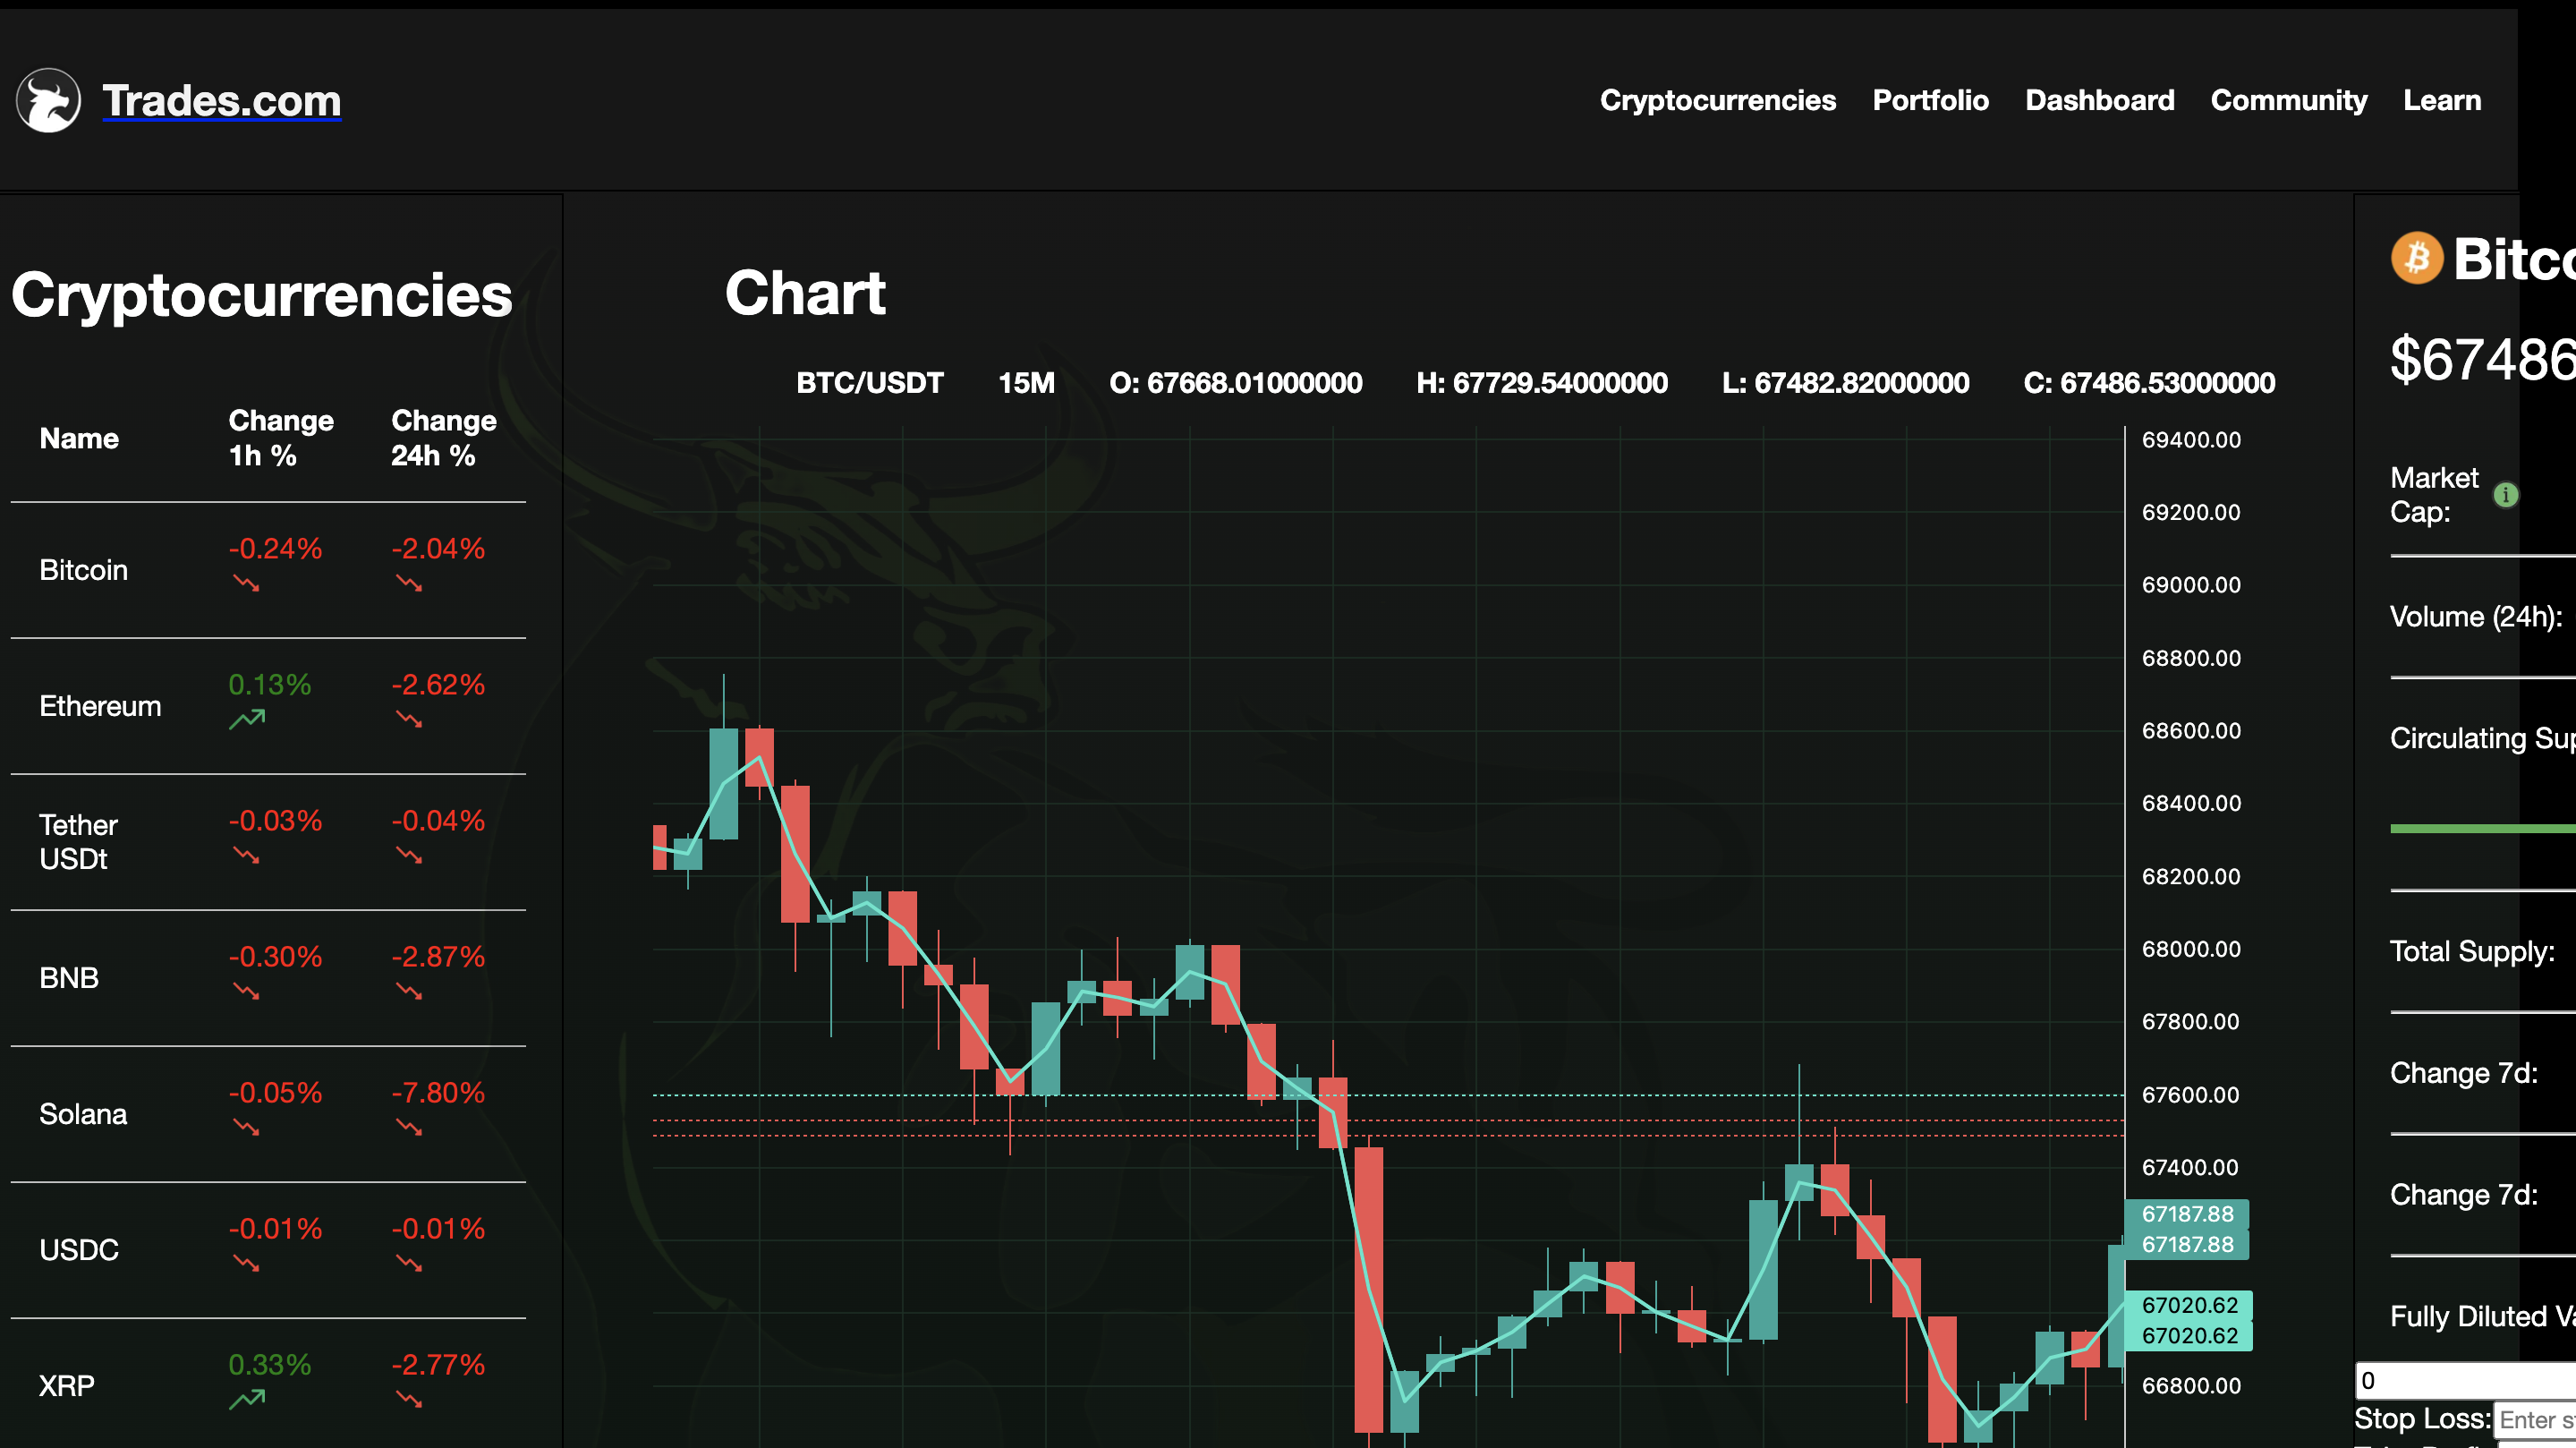 Trades.com
Cryptocurrencies Portfolio Dashboard Community Learn
Cryptocurrencies
Name Change 1h % Change 24h %
Bitcoin -0.24% -2.04%
Ethereum 0.13% -2.62%
Tether USDt -0.03% -0.04%
BNB -0.30% -2.87%
Solana -0.05% -7.80%
USDC -0.01% -0.01%
XRP 0.33% -2.77%
Chart
BTC/USDT 15M O: 67668.01000000 H: 67729.54000000 L: 67482.82000000 C: 67486.53000000
69400.00
69200.00
69000.00
68800.00
68600.00
68400.00
68200.00
68000.00
67800.00
67600.00
67400.00
67187.88
67187.88
67020.62
67020.62
66800.00
Bitc
$67486
Market
Cap:
Volume (24h):
Circulating Sup
Total Supply:
Change 7d:
Change 7d:
Fully Diluted Va
0
Stop Loss: Enter s